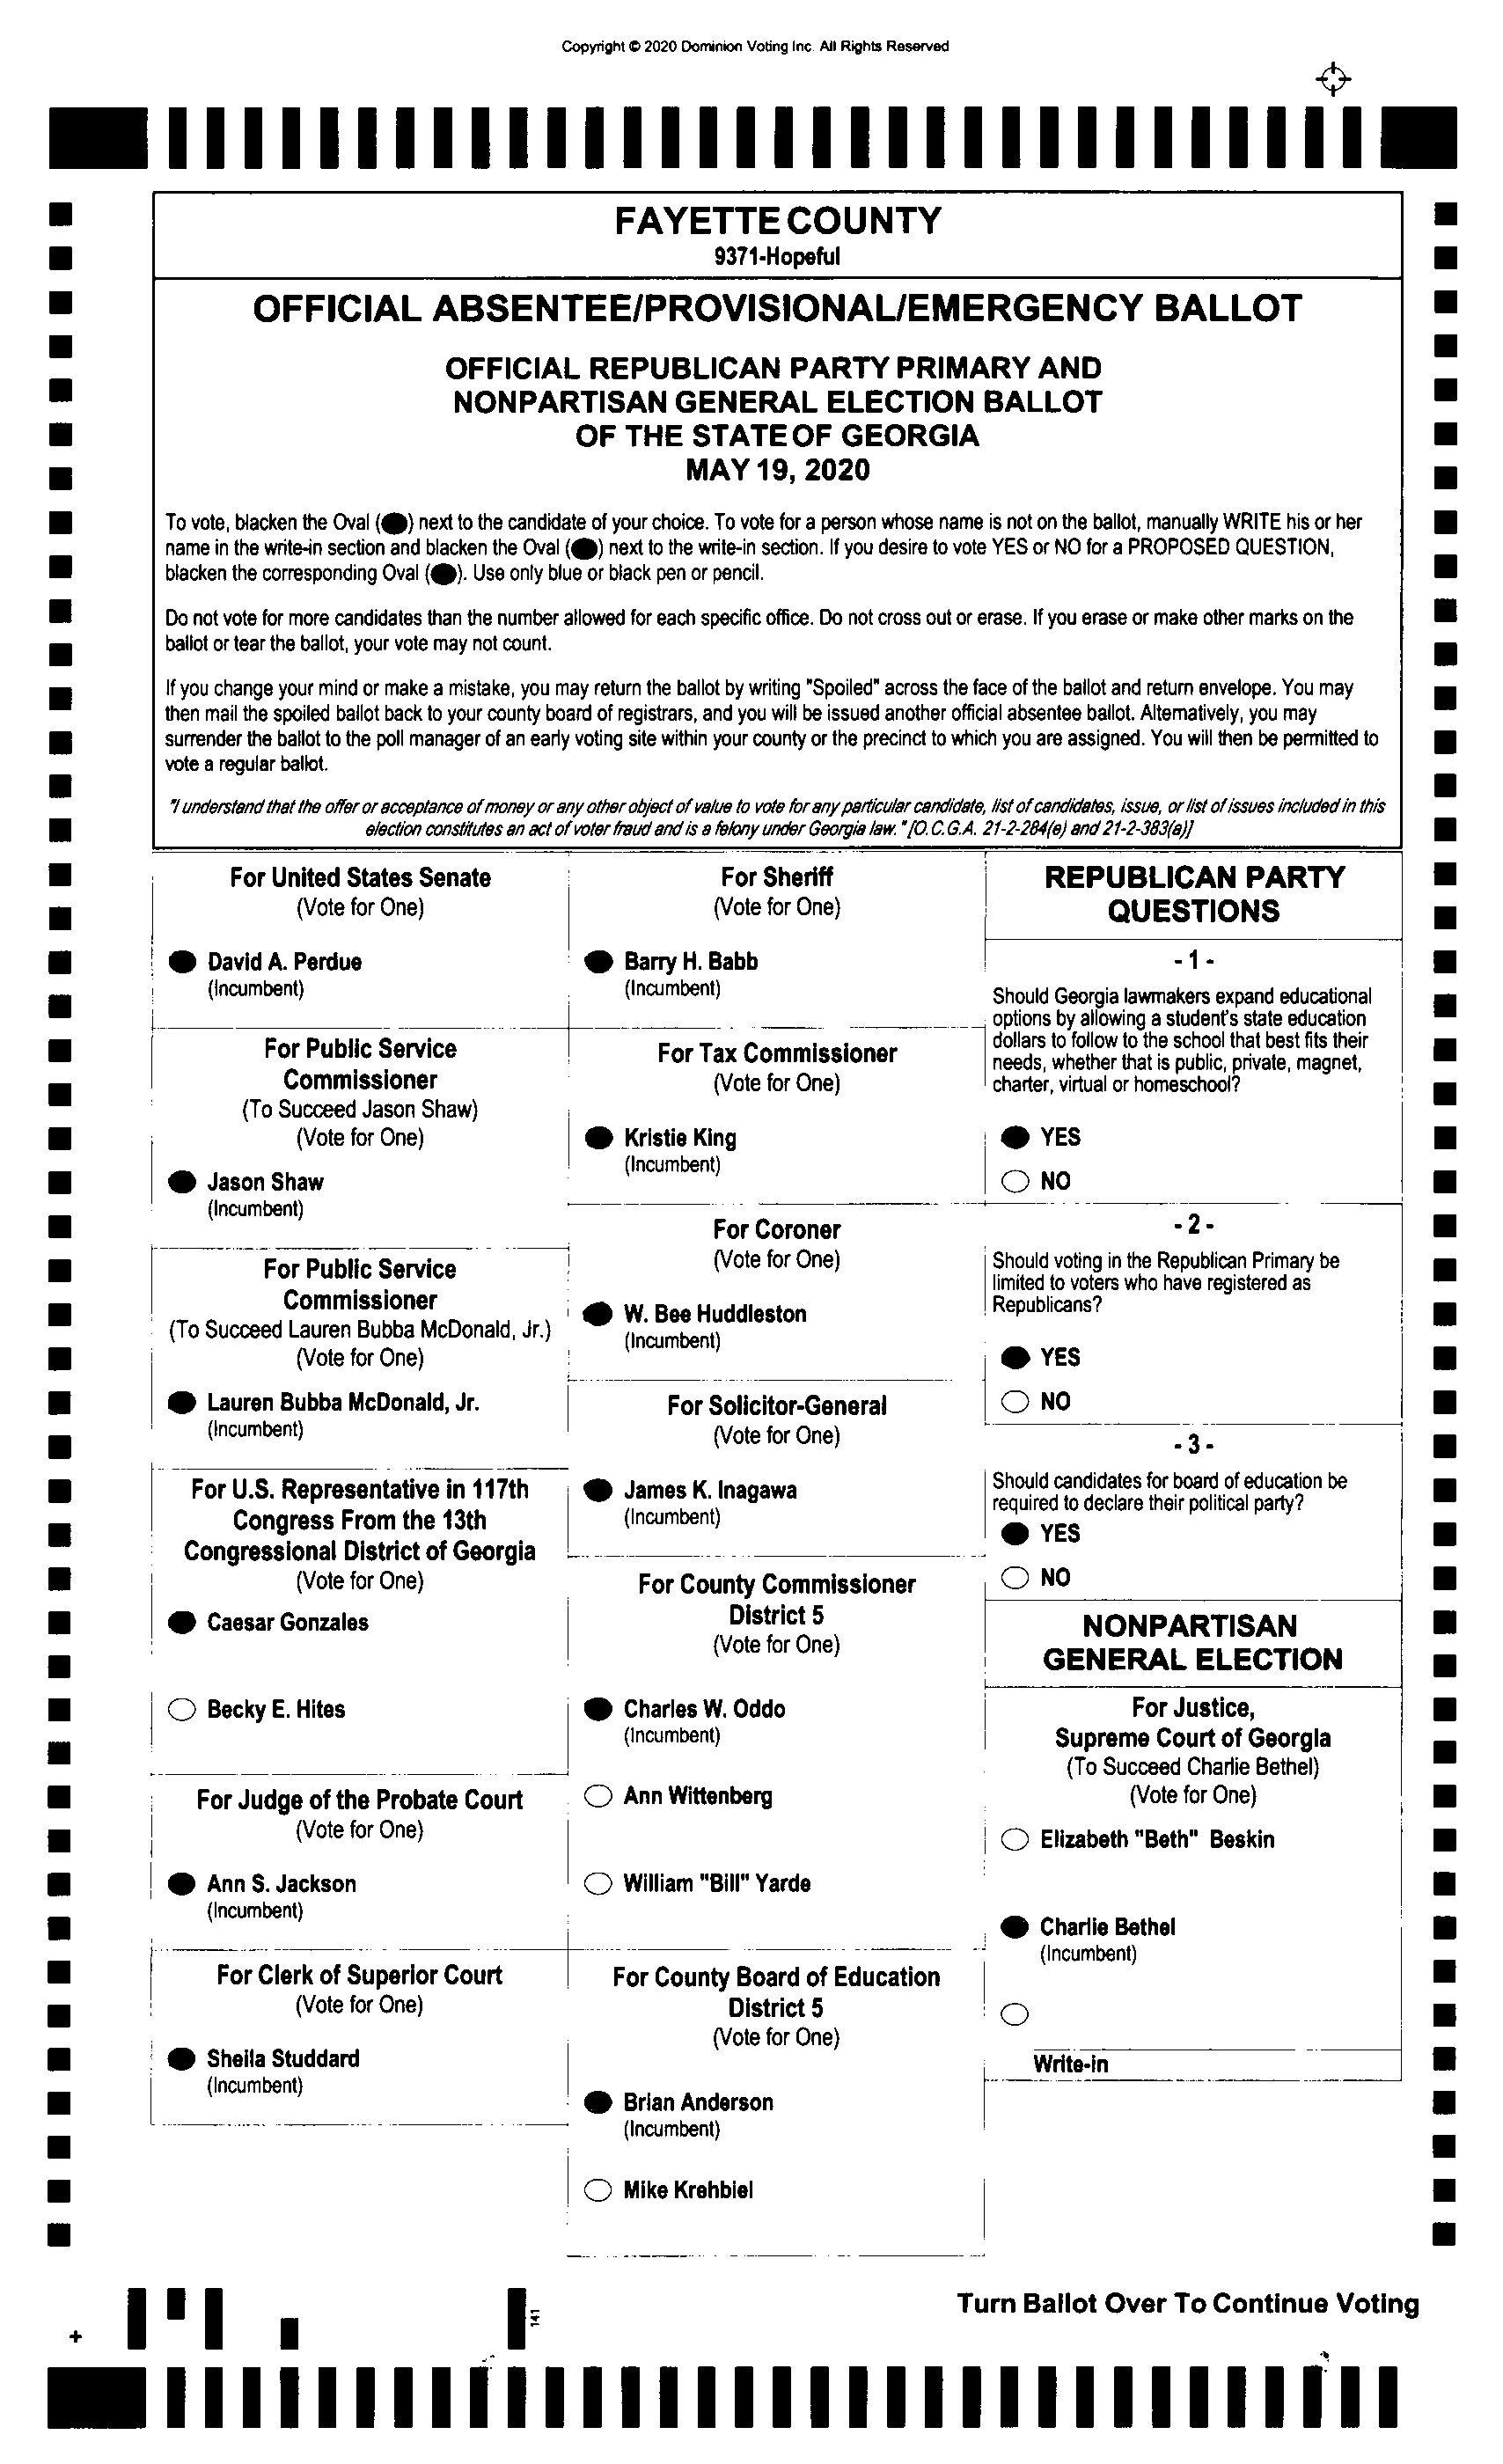 Copyright © 2020 Dominion Voting Inc. All Rights Reserved
FAYETTE COUNTY
9371-Hopeful
OFFICIAL ABSENTEE/PROVISIONAL/EMERGENCY BALLOT
OFFICIAL REPUBLICAN PARTY PRIMARY AND
NONPARTISAN GENERAL ELECTION BALLOT
OF THE STATE OF GEORGIA
MAY 19, 2020
To vote, blacken the Oval ( ) next to the candidate of your choice. To vote for a person whose name is not on the ballot, manually WRITE his or her
name in the write-in section and blacken the Oval ( ) next to the write-in section. If you desire to vote YES or NO for a PROPOSED QUESTION,
blacken the corresponding Oval ( ). Use only blue or black pen or pencil.
Do not vote for more candidates than the number allowed for each specific office. Do not cross out or erase. If you erase or make other marks on the
ballot or tear the ballot, your vote may not count.
If you change your mind or make a mistake, you may return the ballot by writing "Spoiled" across the face of the ballot and return envelope. You may
then mail the spoiled ballot back to your county board of registrars, and you will be issued another official absentee ballot. Alternatively, you may
surrender the ballot to the poll manager of an early voting site within your county or the precinct to which you are assigned. You will then be permitted to
vote a regular ballot.
"I understand that the offer or acceptance of money or any other object of value to vote for any particular candidate, list of candidates, issue, or list of issues included in this
election constitutes an act of voter fraud and is a felony under Georgia law." [O.C.G.A. 21-2-284(e) and 21-2-383(a)]
For United States Senate
(Vote for One)
David A. Perdue
(Incumbent)
For Public Service
Commissioner
(To Succeed Jason Shaw)
(Vote for One)
Jason Shaw
(Incumbent)
For Public Service
Commissioner
(To Succeed Lauren Bubba McDonald, Jr.)
(Vote for One)
Lauren Bubba McDonald, Jr.
(Incumbent)
For U.S. Representative in 117th
Congress From the 13th
Congressional District of Georgia
(Vote for One)
Caesar Gonzales
Becky E. Hites
For Judge of the Probate Court
(Vote for One)
Ann S. Jackson
(Incumbent)
For Clerk of Superior Court
(Vote for One)
Sheila Studdard
(Incumbent)
For Sheriff
(Vote for One)
Barry H. Babb
(Incumbent)
For Tax Commissioner
(Vote for One)
Kristie King
(Incumbent)
For Coroner
(Vote for One)
W. Bee Huddleston
(Incumbent)
For Solicitor-General
(Vote for One)
James K. Inagawa
(Incumbent)
For County Commissioner
District 5
(Vote for One)
Charles W. Oddo
(Incumbent)
Ann Wittenberg
William "Bill" Yarde
For County Board of Education
District 5
(Vote for One)
Brian Anderson
(Incumbent)
Mike Krehbiel
REPUBLICAN PARTY
QUESTIONS
- 1 -
Should Georgia lawmakers expand educational
options by allowing a student's state education
dollars to follow to the school that best fits their
needs, whether that is public, private, magnet,
charter, virtual or homeschool?
YES
NO
- 2 -
Should voting in the Republican Primary be
limited to voters who have registered as
Republicans?
YES
NO
- 3 -
Should candidates for board of education be
required to declare their political party?
YES
NO
NONPARTISAN
GENERAL ELECTION
For Justice,
Supreme Court of Georgia
(To Succeed Charlie Bethel)
(Vote for One)
Elizabeth "Beth" Beskin
Charlie Bethel
(Incumbent)
Write-in
Turn Ballot Over To Continue Voting
141
+